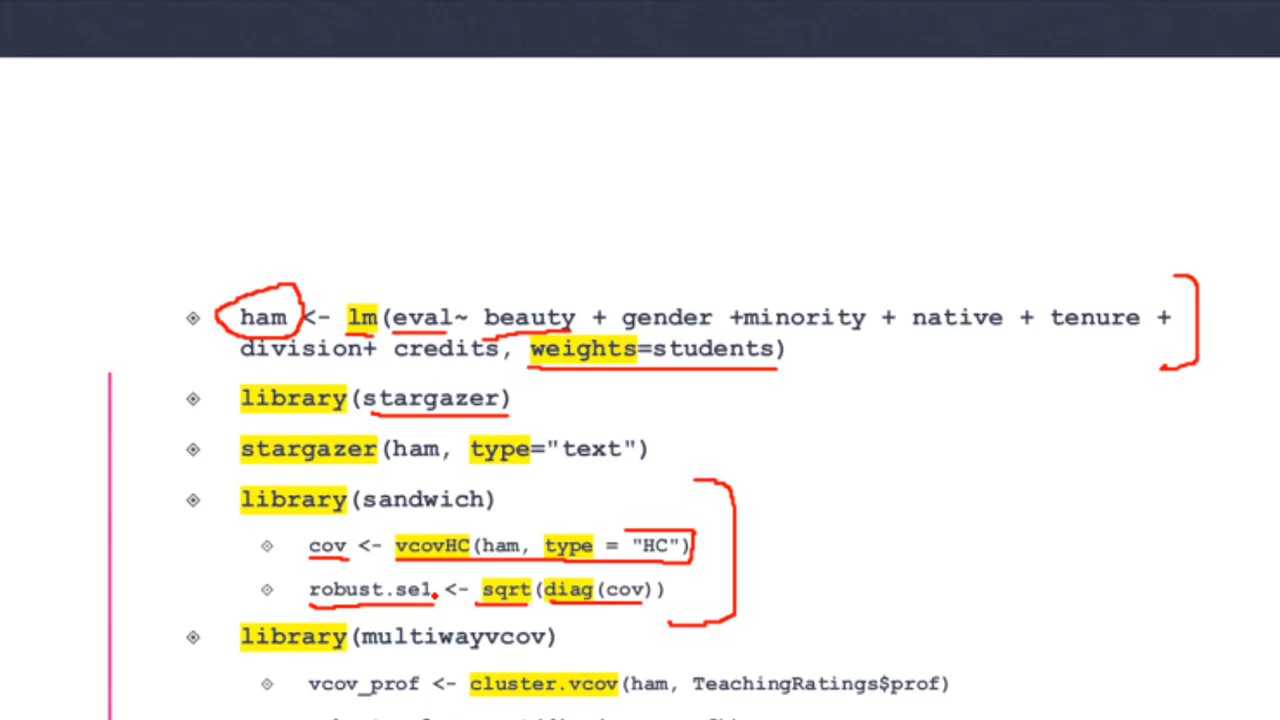 ham <- lm(eval~ beauty + gender +minority + native + tenure +
division+ credits, weights=students)
library(stargazer)
stargazer(ham, type="text")
library(sandwich)
cov <- vcovHC(ham, type = "HC")
robust.se1 <- sqrt(diag(cov))
library(multiwayvcov)
vcov_prof <- cluster.vcov(ham, TeachingRatings$prof)